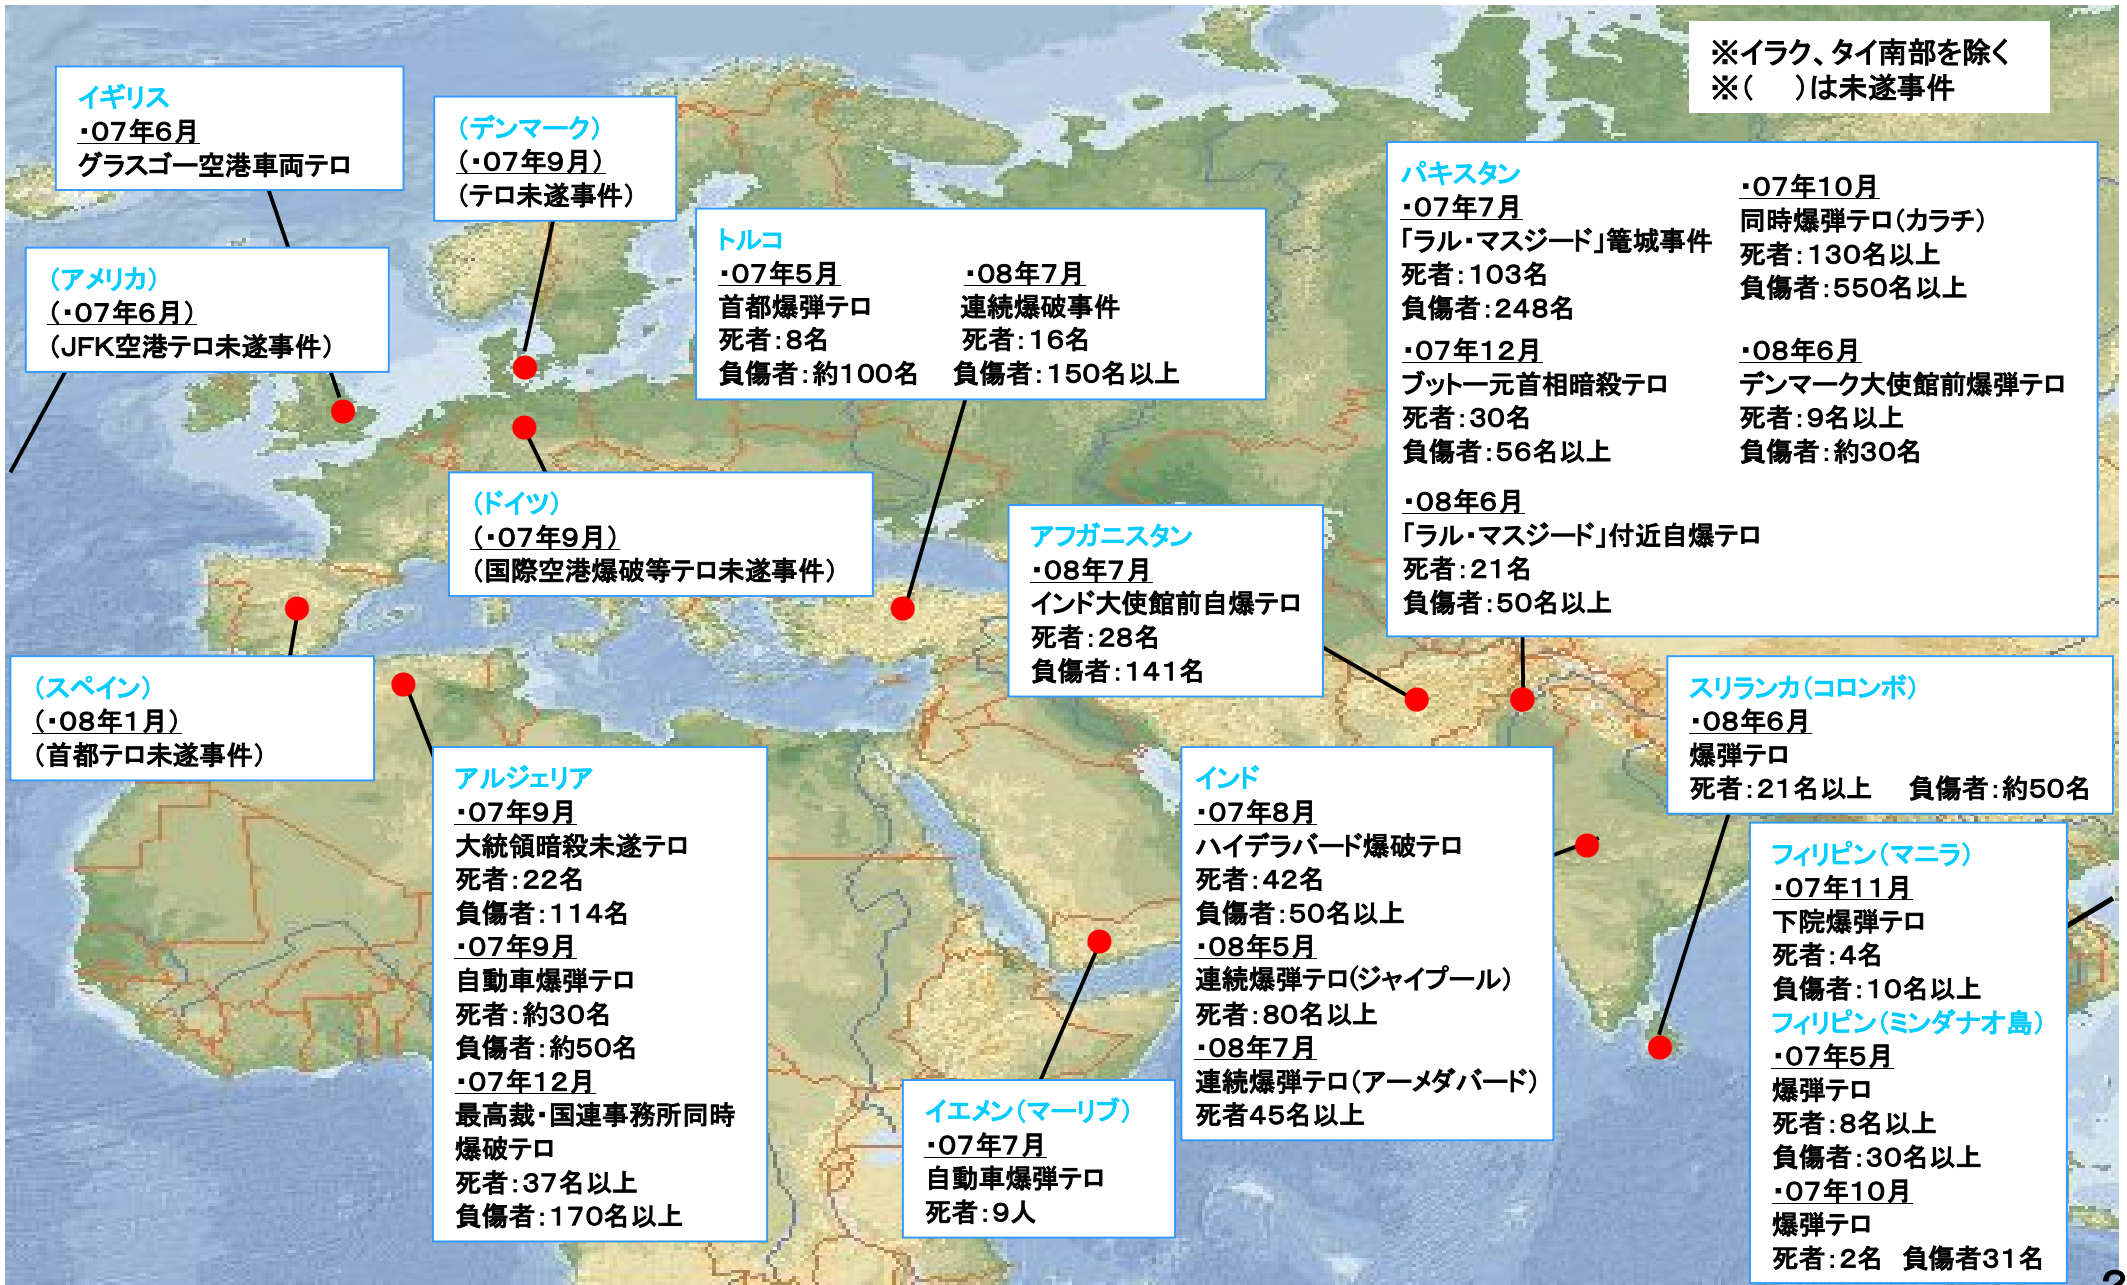 ※イラク、タイ南部を除く
※(　)は未遂事件
イギリス
・07年6月
グラスゴー空港車両テロ
(デンマーク)
(・07年9月)
(テロ未遂事件)
(アメリカ)
(・07年6月)
(JFK空港テロ未遂事件)
トルコ
・07年5月
首都爆弾テロ
死者:8名
負傷者:約100名
・08年7月
連続爆破事件
死者:16名
負傷者:150名以上
パキスタン
・07年7月
「ラル・マスジード」篭城事件
死者:103名
負傷者:248名
・07年10月
同時爆弾テロ(カラチ)
死者:130名以上
負傷者:550名以上
・07年12月
ブットー元首相暗殺テロ
死者:30名
負傷者:56名以上
・08年6月
デンマーク大使館前爆弾テロ
死者:9名以上
負傷者:約30名
・08年6月
「ラル・マスジード」付近自爆テロ
死者:21名
負傷者:50名以上
(ドイツ)
(・07年9月)
(国際空港爆破等テロ未遂事件)
アフガニスタン
・08年7月
インド大使館前自爆テロ
死者:28名
負傷者:141名
(スペイン)
(・08年1月)
(首都テロ未遂事件)
スリランカ(コロンボ)
・08年6月
爆弾テロ
死者:21名以上　負傷者:約50名
アルジェリア
・07年9月
大統領暗殺未遂テロ
死者:22名
負傷者:114名
・07年9月
自動車爆弾テロ
死者:約30名
負傷者:約50名
・07年12月
最高裁・国連事務所同時
爆破テロ
死者:37名以上
負傷者:170名以上
インド
・07年8月
ハイデラバード爆破テロ
死者:42名
負傷者:50名以上
・08年5月
連続爆弾テロ(ジャイプール)
死者:80名以上
・08年7月
連続爆弾テロ(アーメダバード)
死者45名以上
イエメン(マーリブ)
・07年7月
自動車爆弾テロ
死者:9人
フィリピン(マニラ)
・07年11月
下院爆弾テロ
死者:4名
負傷者:10名以上
フィリピン(ミンダナオ島)
・07年5月
爆弾テロ
死者:8名以上
負傷者:30名以上
・07年10月
爆弾テロ
死者:2名　負傷者31名